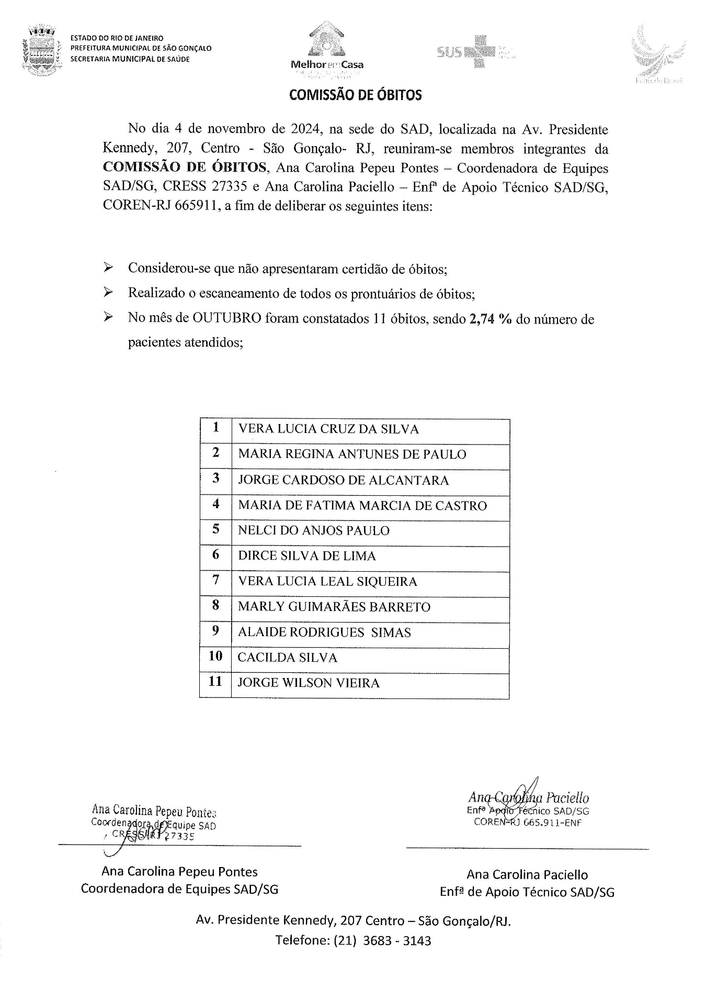 ESTADO DO RIO DE JANEIRO
PREFEITURA MUNICIPAL DE SÃO GONÇALO
SECRETARIA MUNICIPAL DE SAÚDE
Melhor em Casa
SUS
COMISSÃO DE ÓBITOS
No dia 4 de novembro de 2024, na sede do SAD, localizada na Av. Presidente
Kennedy, 207, Centro - São Gonçalo- RJ, reuniram-se membros integrantes da
COMISSÃO DE ÓBITOS, Ana Carolina Pepeu Pontes – Coordenadora de Equipes
SAD/SG, CRESS 27335 e Ana Carolina Paciello – Enfª de Apoio Técnico SAD/SG,
COREN-RJ 665911, a fim de deliberar os seguintes itens:
➢ Considerou-se que não apresentaram certidão de óbitos;
➢ Realizado o escaneamento de todos os prontuários de óbitos;
➢ No mês de OUTUBRO foram constatados 11 óbitos, sendo 2,74 % do número de
pacientes atendidos;
1 VERA LUCIA CRUZ DA SILVA
2 MARIA REGINA ANTUNES DE PAULO
3 JORGE CARDOSO DE ALCANTARA
4 MARIA DE FATIMA MARCIA DE CASTRO
5 NELCI DO ANJOS PAULO
6 DIRCE SILVA DE LIMA
7 VERA LUCIA LEAL SIQUEIRA
8 MARLY GUIMARÃES BARRETO
9 ALAIDE RODRIGUES SIMAS
10 CACILDA SILVA
11 JORGE WILSON VIEIRA
Ana Carolina Pepeu Pontes
Coordenadora de Equipe SAD
27335
Ana Carolina Paciello
Enfª Apoio Técnico SAD/SG
COREN-RJ 665.911-ENF
Ana Carolina Pepeu Pontes
Coordenadora de Equipes SAD/SG
Ana Carolina Paciello
Enfª de Apoio Técnico SAD/SG
Av. Presidente Kennedy, 207 Centro – São Gonçalo/RJ.
Telefone: (21) 3683 - 3143